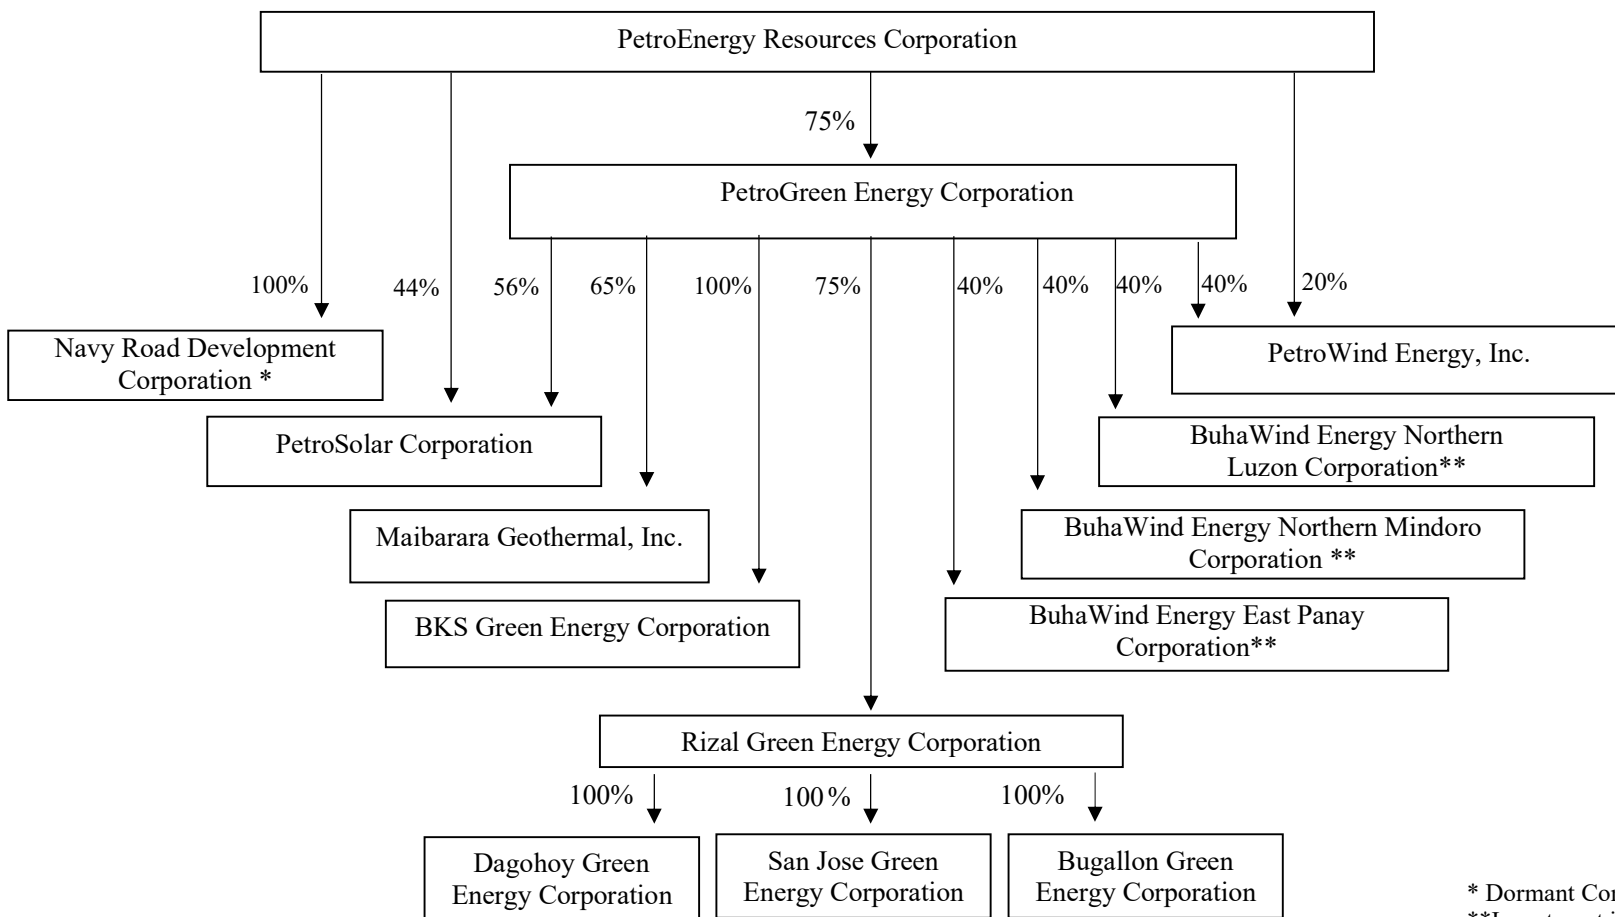 PetroEnergy Resources Corporation
75%
PetroGreen Energy Corporation
100%
44%
56%
65%
100%
75%
40%
40%
40%
40%
20%
Navy Road Development
Corporation *
PetroWind Energy, Inc.
PetroSolar Corporation
BuhaWind Energy Northern
Luzon Corporation**
Maibarara Geothermal, Inc.
BuhaWind Energy Northern Mindoro
Corporation **
BKS Green Energy Corporation
BuhaWind Energy East Panay
Corporation**
Rizal Green Energy Corporation
100%
100%
100%
Dagohoy Green
Energy Corporation
San Jose Green
Energy Corporation
Bugallon Green
Energy Corporation
* Dormant